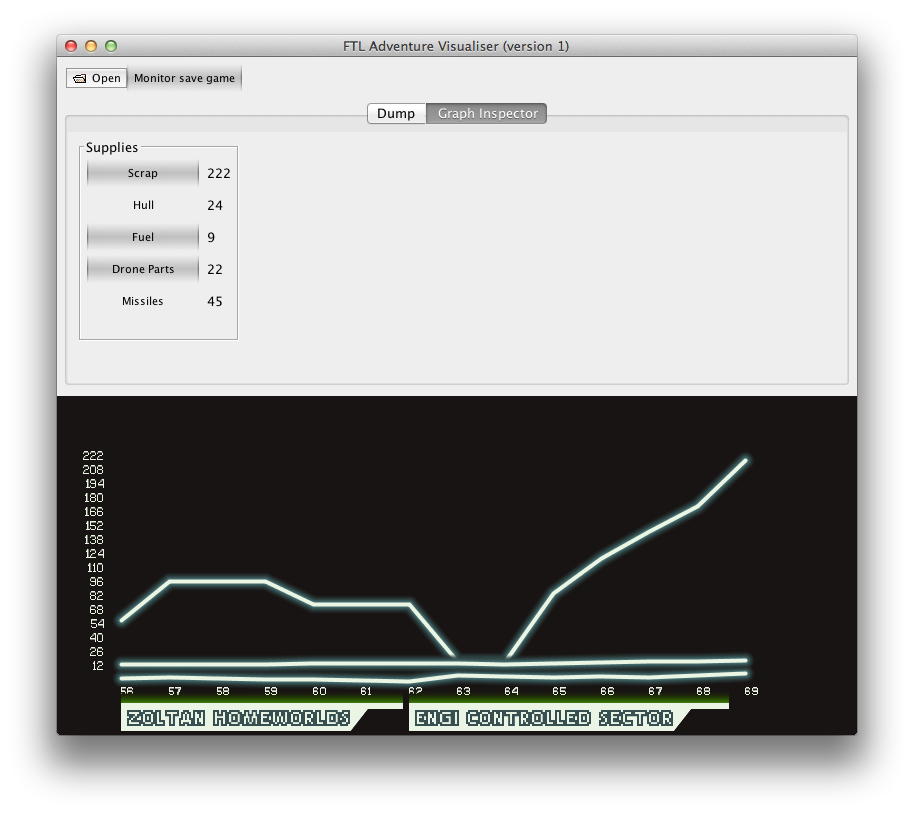 FTL Adventure Visualiser (version 1)
Open Monitor save game
Dump Graph Inspector
Supplies
Scrap 222
Hull 24
Fuel 9
Drone Parts 22
Missiles 45
222
208
194
180
166
152
138
124
110
96
82
68
54
40
26
12
56 57 58 59 60 61 62 63 64 65 66 67 68 69
ZOLTAN HOMEWORLDS ENGI CONTROLLED SECTOR